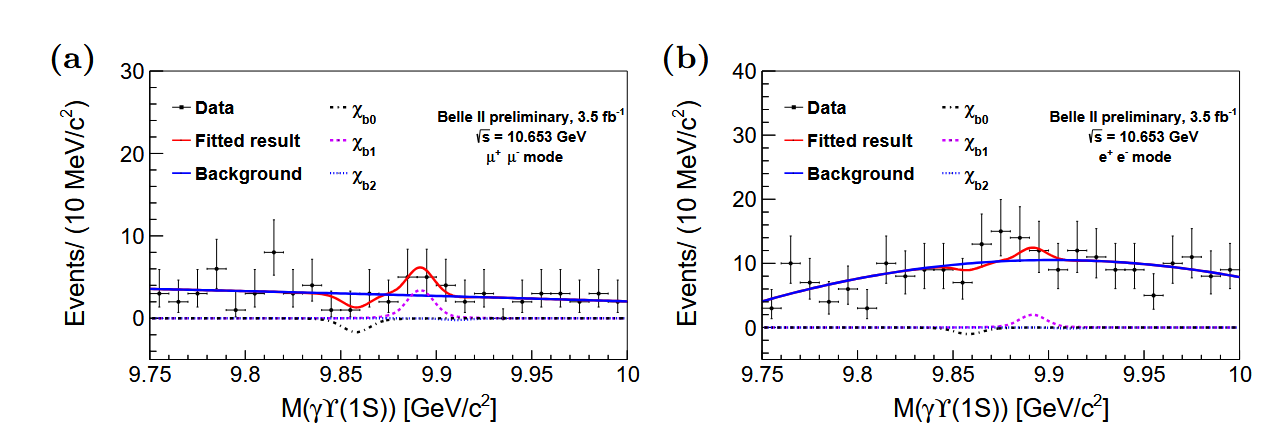 (a)
30
20
10
0
Events/ (10 MeV/c²)
Data
Fitted result
Background
χb0
χb1
χb2
Belle II preliminary, 3.5 fb⁻¹
√s = 10.653 GeV
μ⁺ μ⁻ mode
9.75 9.8 9.85 9.9 9.95 10
M(γϒ(1S)) [GeV/c²]
(b)
40
30
20
10
0
Events/ (10 MeV/c²)
Data
Fitted result
Background
χb0
χb1
χb2
Belle II preliminary, 3.5 fb⁻¹
√s = 10.653 GeV
e⁺ e⁻ mode
9.75 9.8 9.85 9.9 9.95 10
M(γϒ(1S)) [GeV/c²]